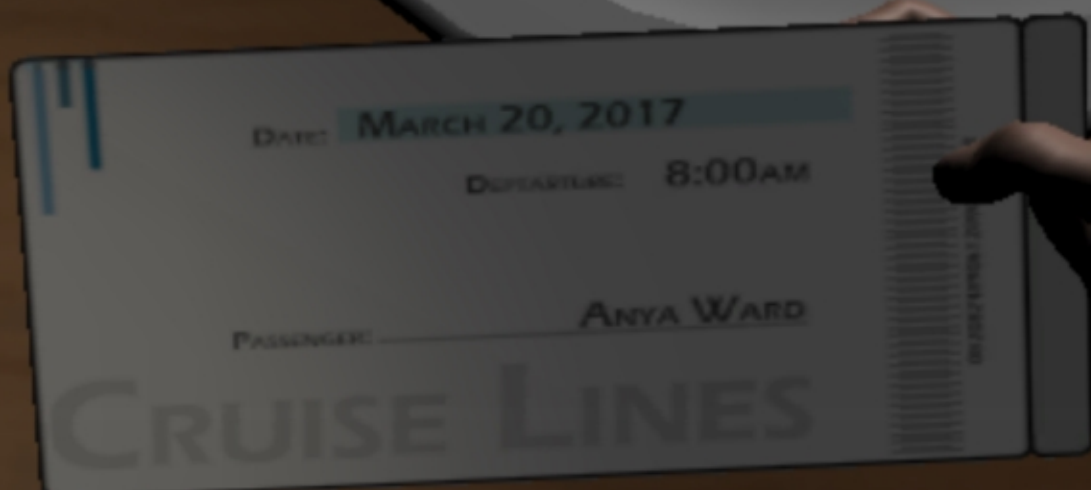 Date: March 20, 2017
Departure: 8:00am
Passenger: Anya Ward
Cruise Lines